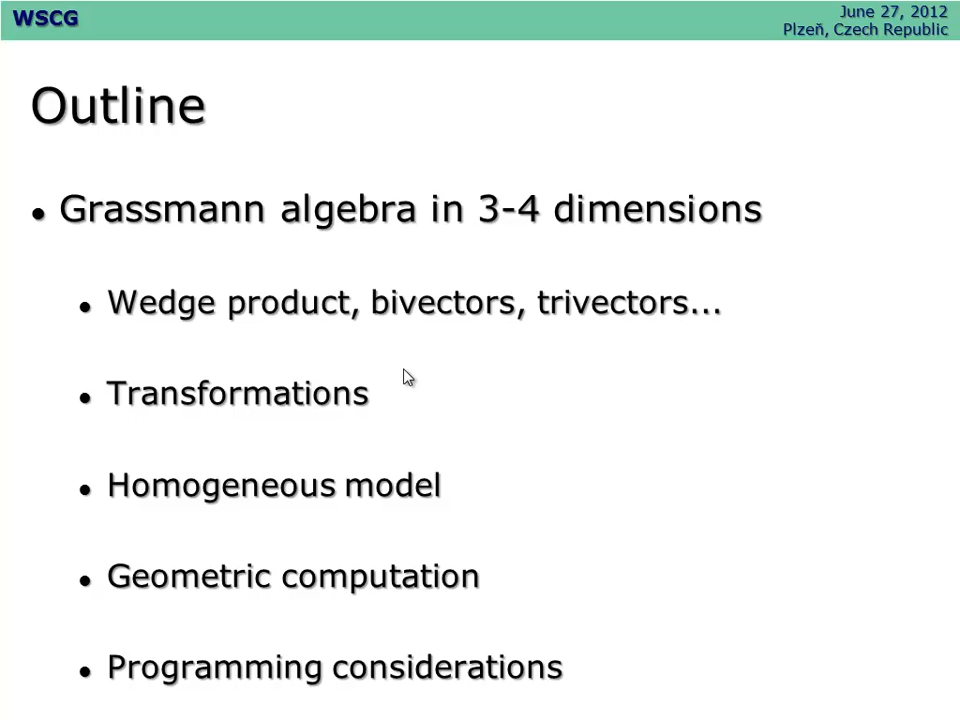 WSCG
June 27, 2012
Plzeň, Czech Republic
Outline
Grassmann algebra in 3-4 dimensions
Wedge product, bivectors, trivectors...
Transformations
Homogeneous model
Geometric computation
Programming considerations